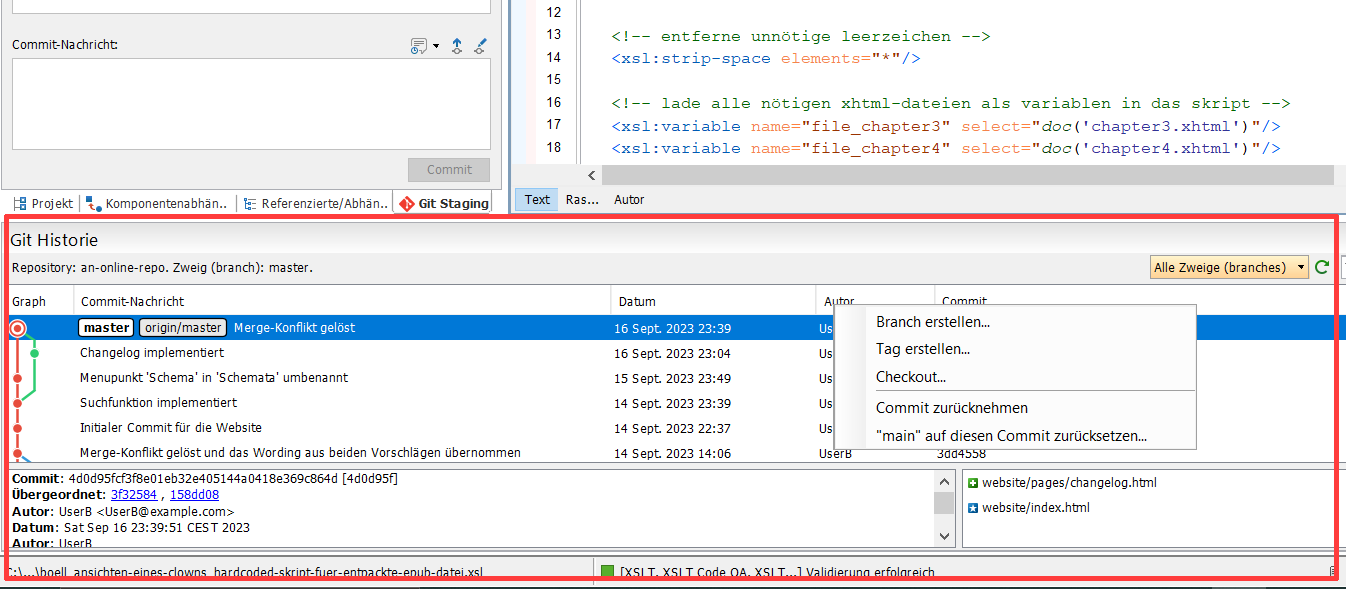 Commit-Nachricht:
Commit
Projekt
Komponentenabhän..
Referenzierte/Abhän..
Git Staging
12
13 <!-- entferne unnötige leerzeichen -->
14 <xsl:strip-space elements="*"/>
15
16 <!-- lade alle nötigen xhtml-dateien als variablen in das skript -->
17 <xsl:variable name="file_chapter3" select="doc('chapter3.xhtml')"/>
18 <xsl:variable name="file_chapter4" select="doc('chapter4.xhtml')"/>
Text Ras... Autor
Git Historie
Repository: an-online-repo. Zweig (branch): master.
Alle Zweige (branches)
Graph Commit-Nachricht Datum Autor Commit
master origin/master Merge-Konflikt gelöst 16 Sept. 2023 23:39 Us
Changelog implementiert 16 Sept. 2023 23:04 Us
Menupunkt 'Schema' in 'Schemata' umbenannt 15 Sept. 2023 23:49 Us
Suchfunktion implementiert 14 Sept. 2023 23:39 Us
Initialer Commit für die Website 14 Sept. 2023 22:37 Us
Merge-Konflikt gelöst und das Wording aus beiden Vorschlägen übernommen 14 Sept. 2023 14:06 UserB 3dd4558
Branch erstellen...
Tag erstellen...
Checkout...
Commit zurücknehmen
"main" auf diesen Commit zurücksetzen...
Commit: 4d0d95fcf3f8e01eb32e405144a0418e369c864d [4d0d95f]
Übergeordnet: 3f32584 , 158dd08
Autor: UserB <UserB@example.com>
Datum: Sat Sep 16 23:39:51 CEST 2023
Autor: UserB
website/pages/changelog.html
website/index.html
C:\...\boell_ansichten-eines-clowns_hardcoded-skript-fuer-entpackte-epub-datei.xsl
[XSLT, XSLT Code QA, XSLT...] Validierung erfolgreich